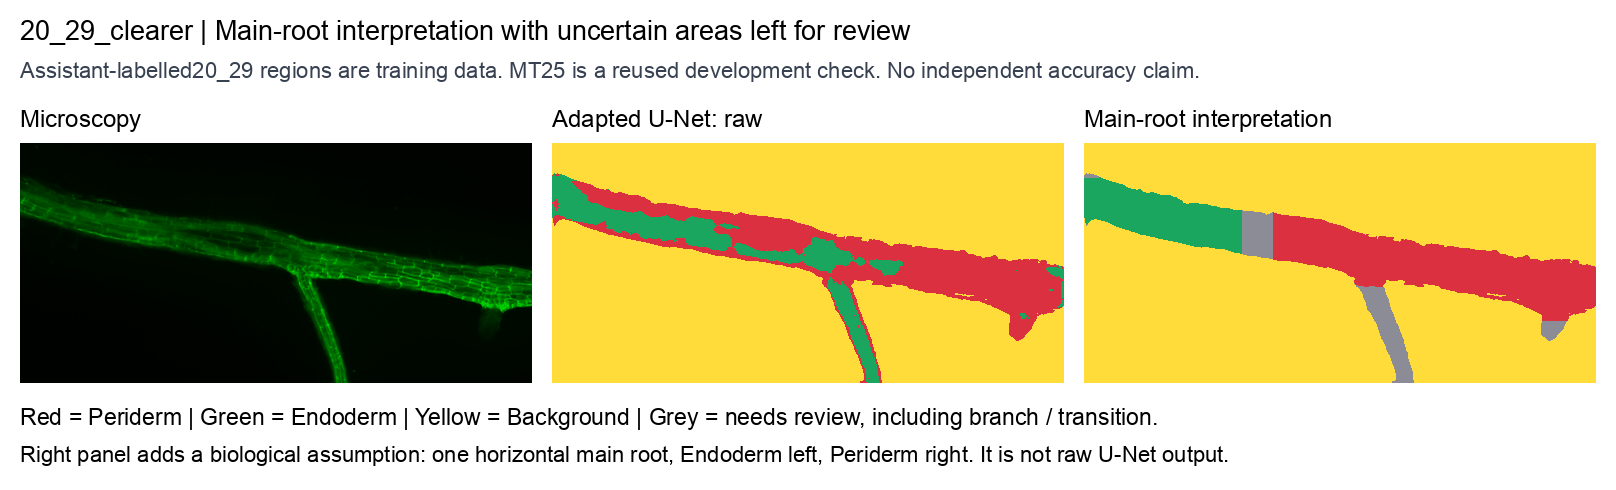 20_29_clearer | Main-root interpretation with uncertain areas left for review
Assistant-labelled20_29 regions are training data. MT25 is a reused development check. No independent accuracy claim.
Microscopy
Adapted U-Net: raw
Main-root interpretation
Red = Periderm | Green = Endoderm | Yellow = Background | Grey = needs review, including branch / transition.
Right panel adds a biological assumption: one horizontal main root, Endoderm left, Periderm right. It is not raw U-Net output.